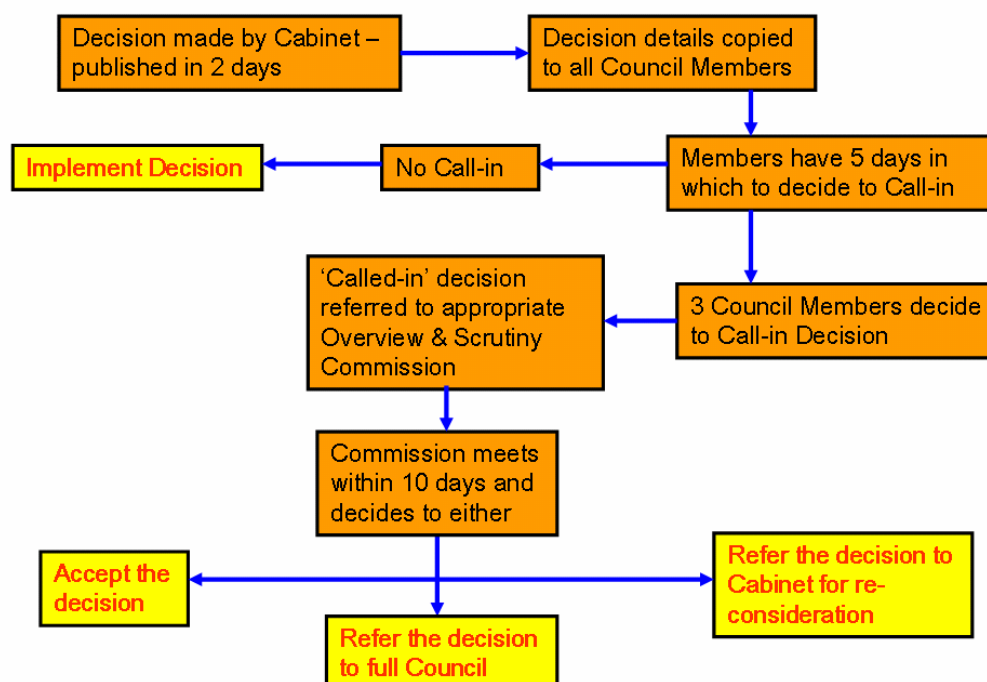 Decision made by Cabinet –
published in 2 days
Decision details copied
to all Council Members
Implement Decision
No Call-in
Members have 5 days in
which to decide to Call-in
‘Called-in’ decision
referred to appropriate
Overview & Scrutiny
Commission
3 Council Members decide
to Call-in Decision
Commission meets
within 10 days and
decides to either
Accept the
decision
Refer the decision
to full Council
Refer the decision to
Cabinet for re-
consideration